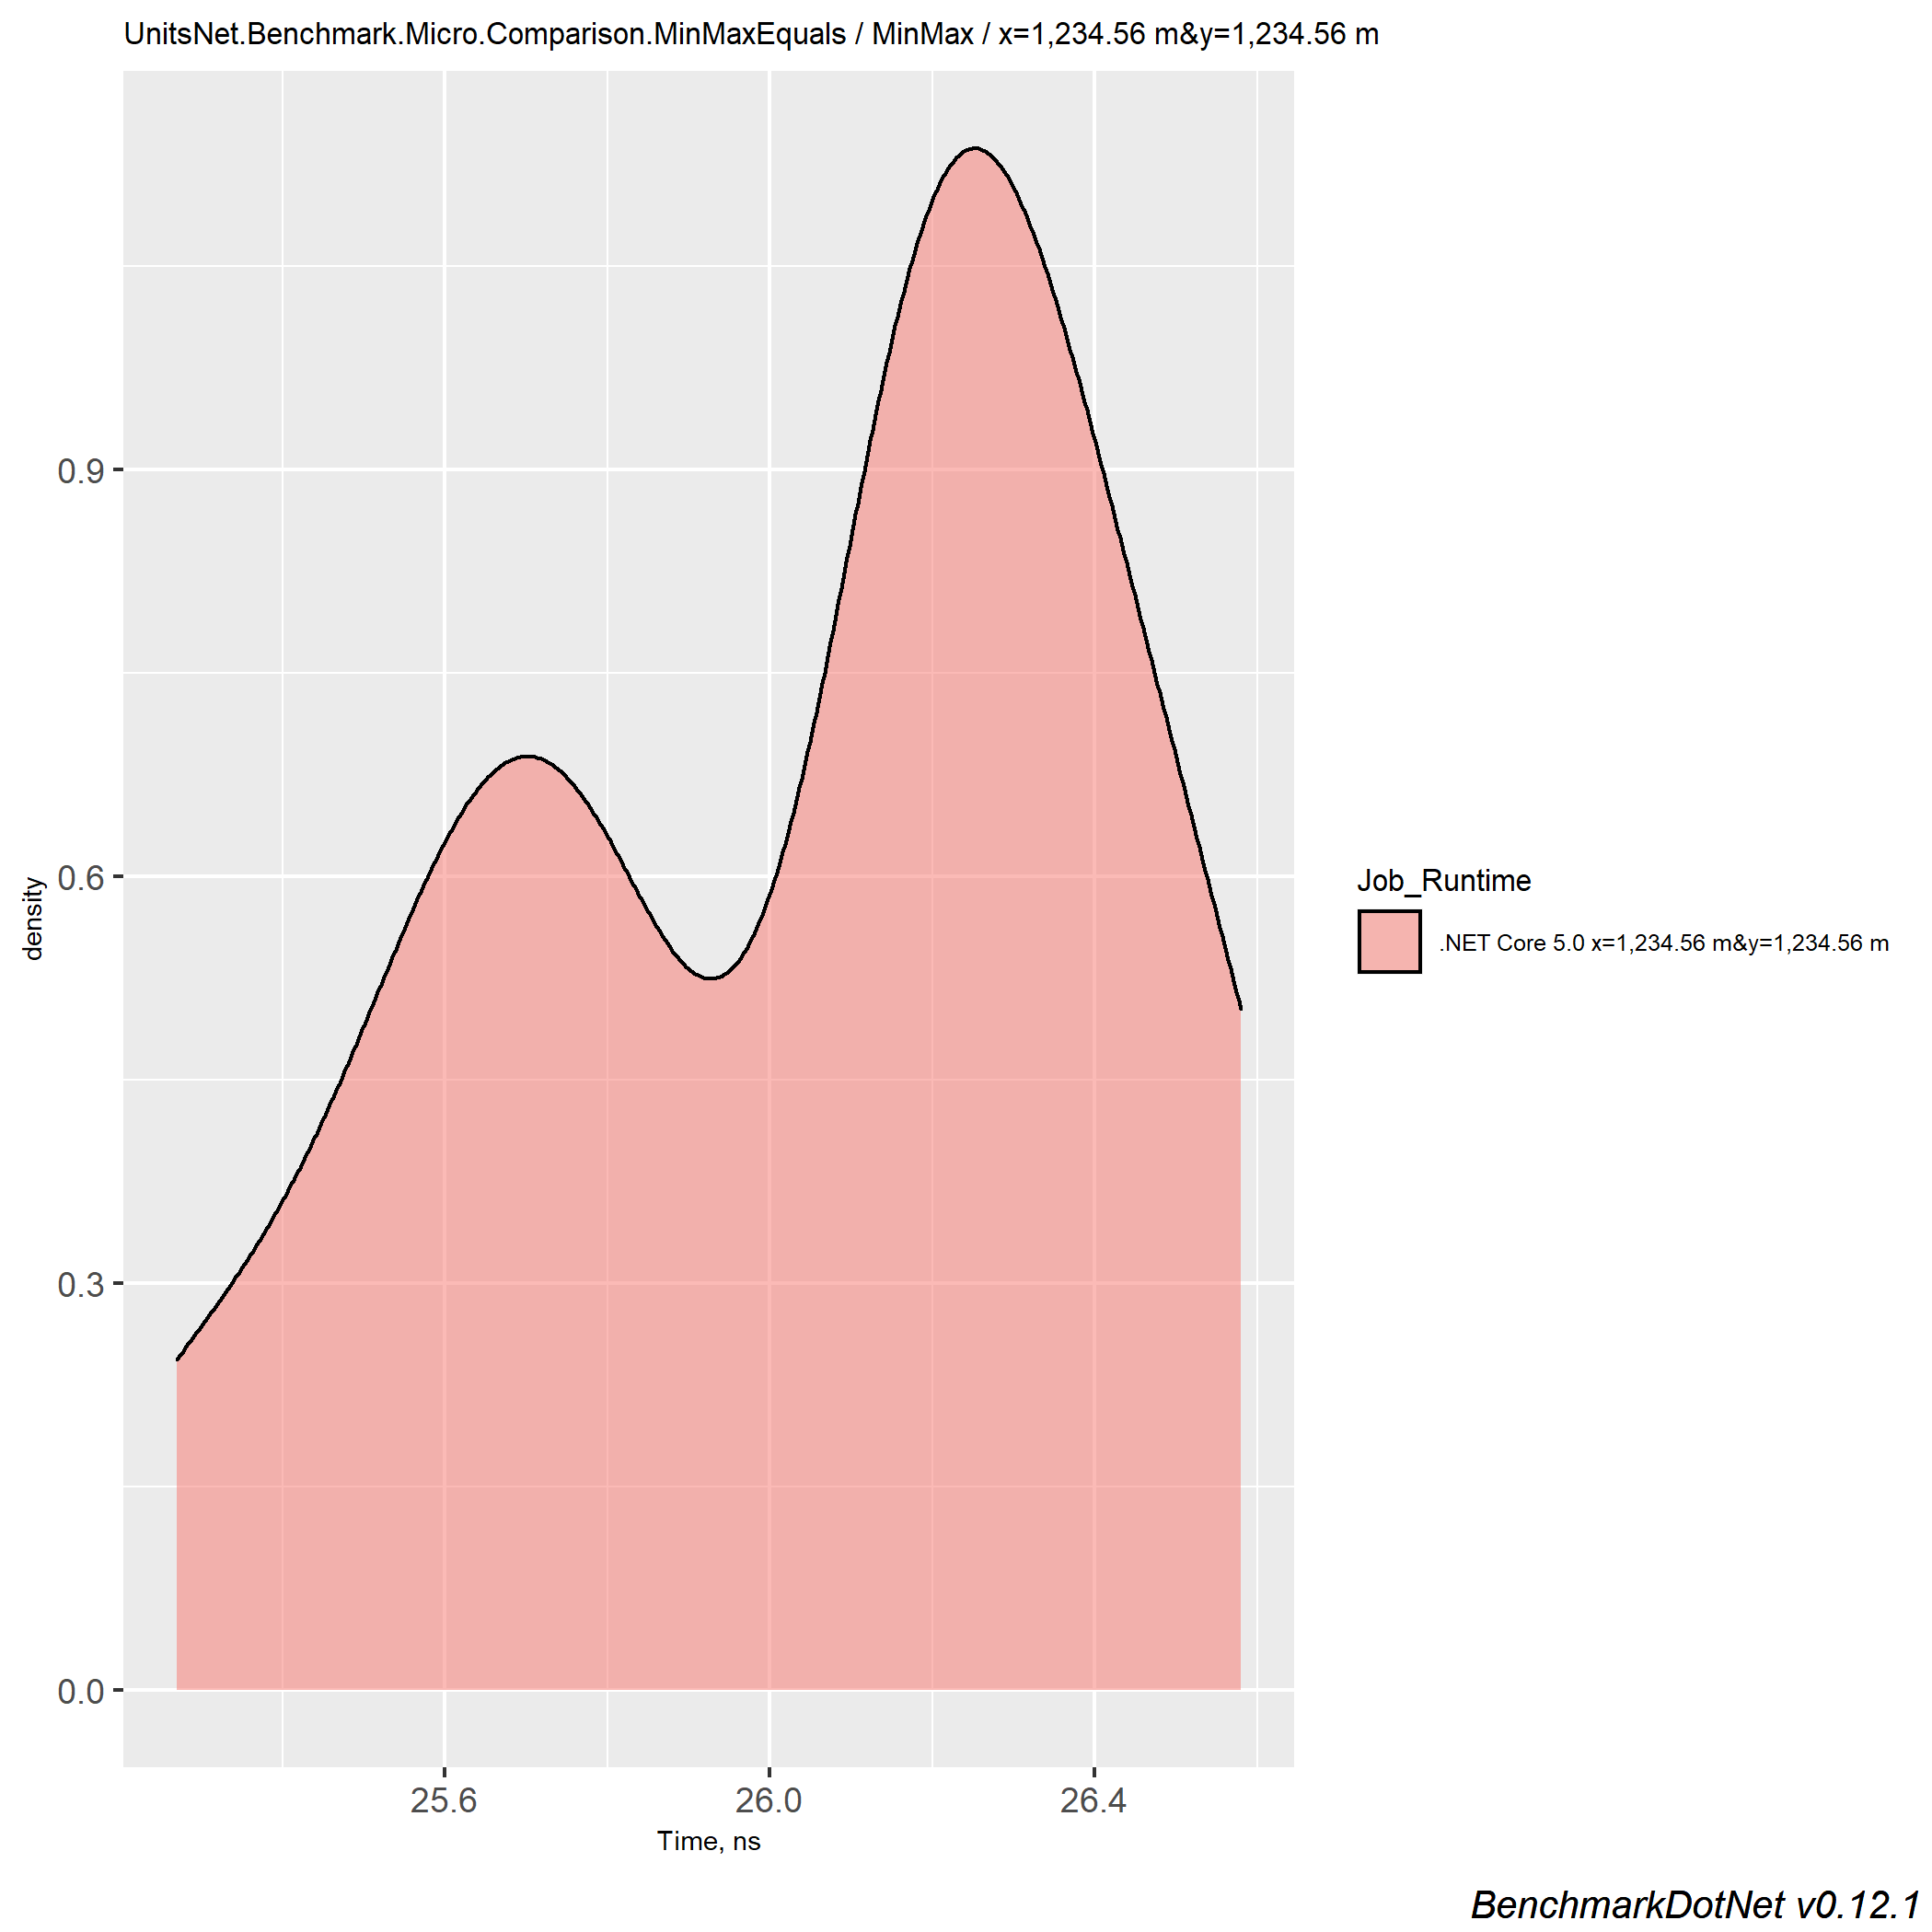 UnitsNet.Benchmark.Micro.Comparison.MinMaxEquals / MinMax / x=1,234.56 m&y=1,234.56 m
density
0.9
0.6
0.3
0.0
25.6 26.0 26.4
Time, ns
Job_Runtime
.NET Core 5.0 x=1,234.56 m&y=1,234.56 m
BenchmarkDotNet v0.12.1